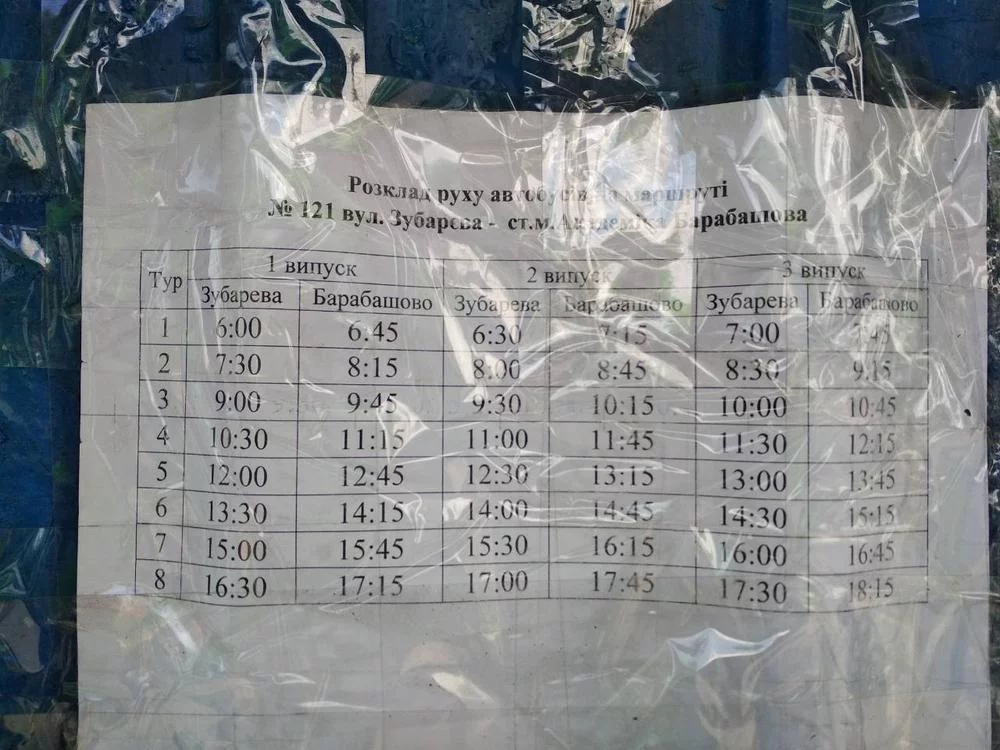 Розклад руху автобусів на маршруті
№ 121 вул. Зубарєва - ст.м. Академіка Барабашова
Тур 1 випуск 2 випуск 3 випуск
Зубарева Барабашово Зубарева Барабашово Зубарева Барабашово
1 6:00 6.45 6:30 7:15 7:00 7:45
2 7:30 8:15 8:00 8:45 8:30 9:15
3 9:00 9:45 9:30 10:15 10:00 10:45
4 10:30 11:15 11:00 11:45 11:30 12:15
5 12:00 12:45 12:30 13:15 13:00 13:45
6 13:30 14:15 14:00 14:45 14:30 15:15
7 15:00 15:45 15:30 16:15 16:00 16:45
8 16:30 17:15 17:00 17:45 17:30 18:15